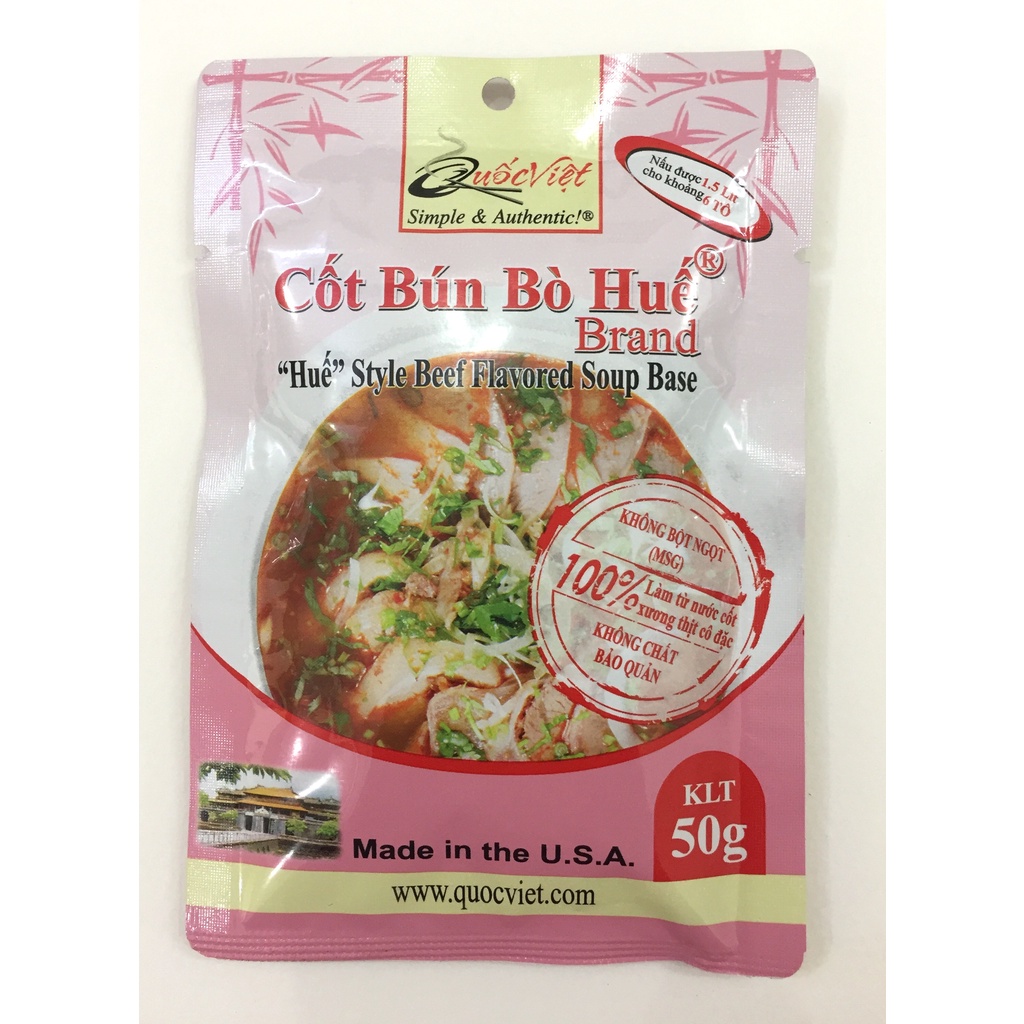 QuốcViệt
Simple & Authentic!®
Nấu được 1.5 Lít
cho khoảng 6 TÔ
Cốt Bún Bò Huế®
Brand
“Huế” Style Beef Flavored Soup Base
KHÔNG BỘT NGỌT
(MSG)
100% Làm từ nước cốt
xương thịt cô đặc
KHÔNG CHẤT
BẢO QUẢN
KLT
50g
Made in the U.S.A.
www.quocviet.com